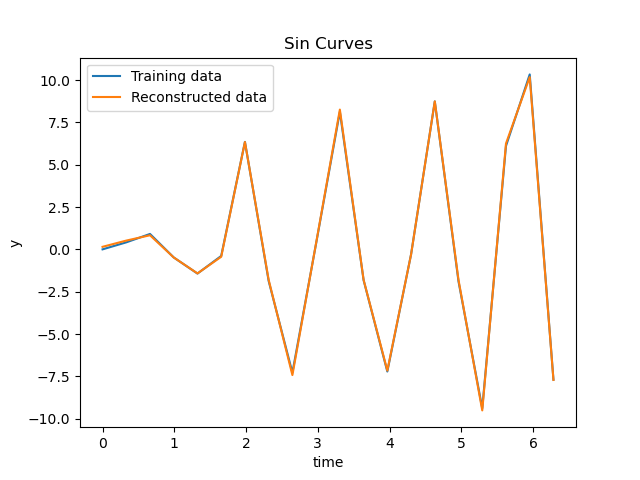 Sin Curves
Training data
Reconstructed data
10.0
7.5
5.0
2.5
0.0
−2.5
−5.0
−7.5
−10.0
y
0 1 2 3 4 5 6
time